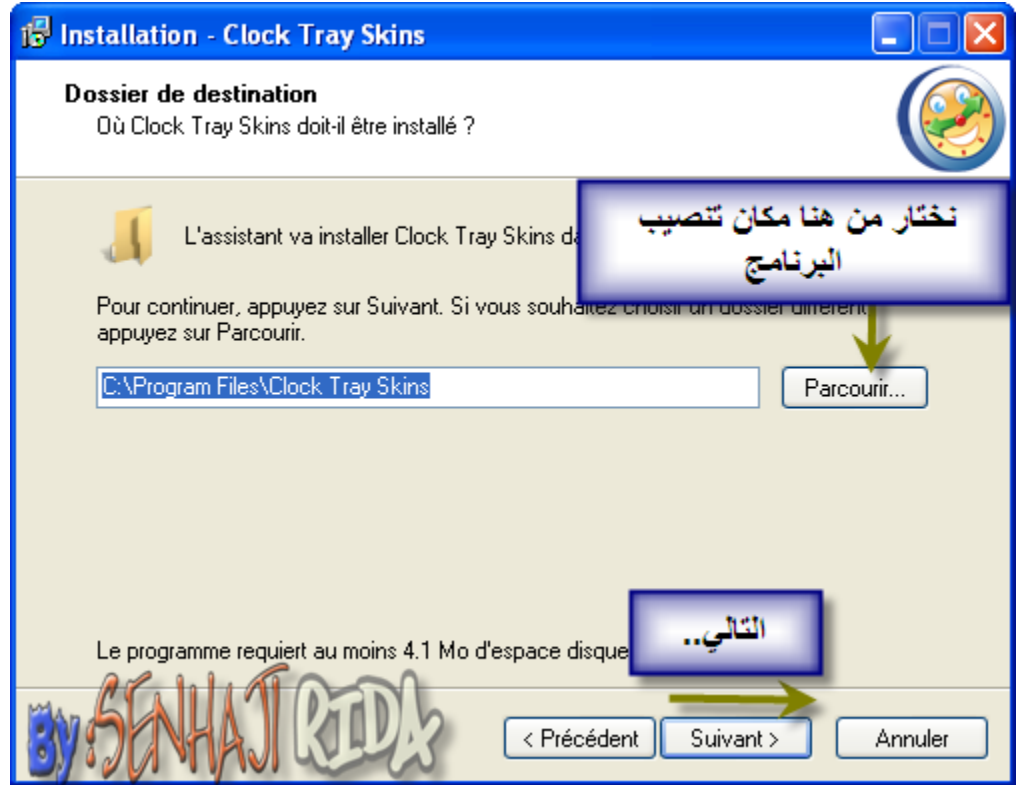 Installation - Clock Tray Skins
Dossier de destination
Où Clock Tray Skins doit-il être installé ?
نختار من هنا مكان تنصيب
البرنامج
L'assistant va installer Clock Tray Skins
Pour continuer, appuyez sur Suivant. Si vous souhaitez choisir un dossier différent
appuyez sur Parcourir.
C:\Program Files\Clock Tray Skins
Parcourir...
التالي..
Le programme requiert au moins 4.1 Mo d'espace disque
By:SENHAJI RIDA
< Précédent
Suivant >
Annuler